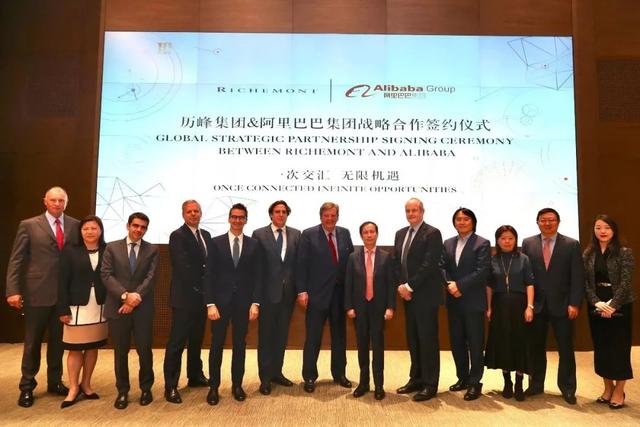 RICHEMONT
Alibaba Group
阿里巴巴集团
历峰集团&阿里巴巴集团战略合作签约仪式
GLOBAL STRATEGIC PARTNERSHIP SIGNING CEREMONY
BETWEEN RICHEMONT AND ALIBABA
一次交汇 无限机遇
ONCE CONNECTED INFINITE OPPORTUNITIES